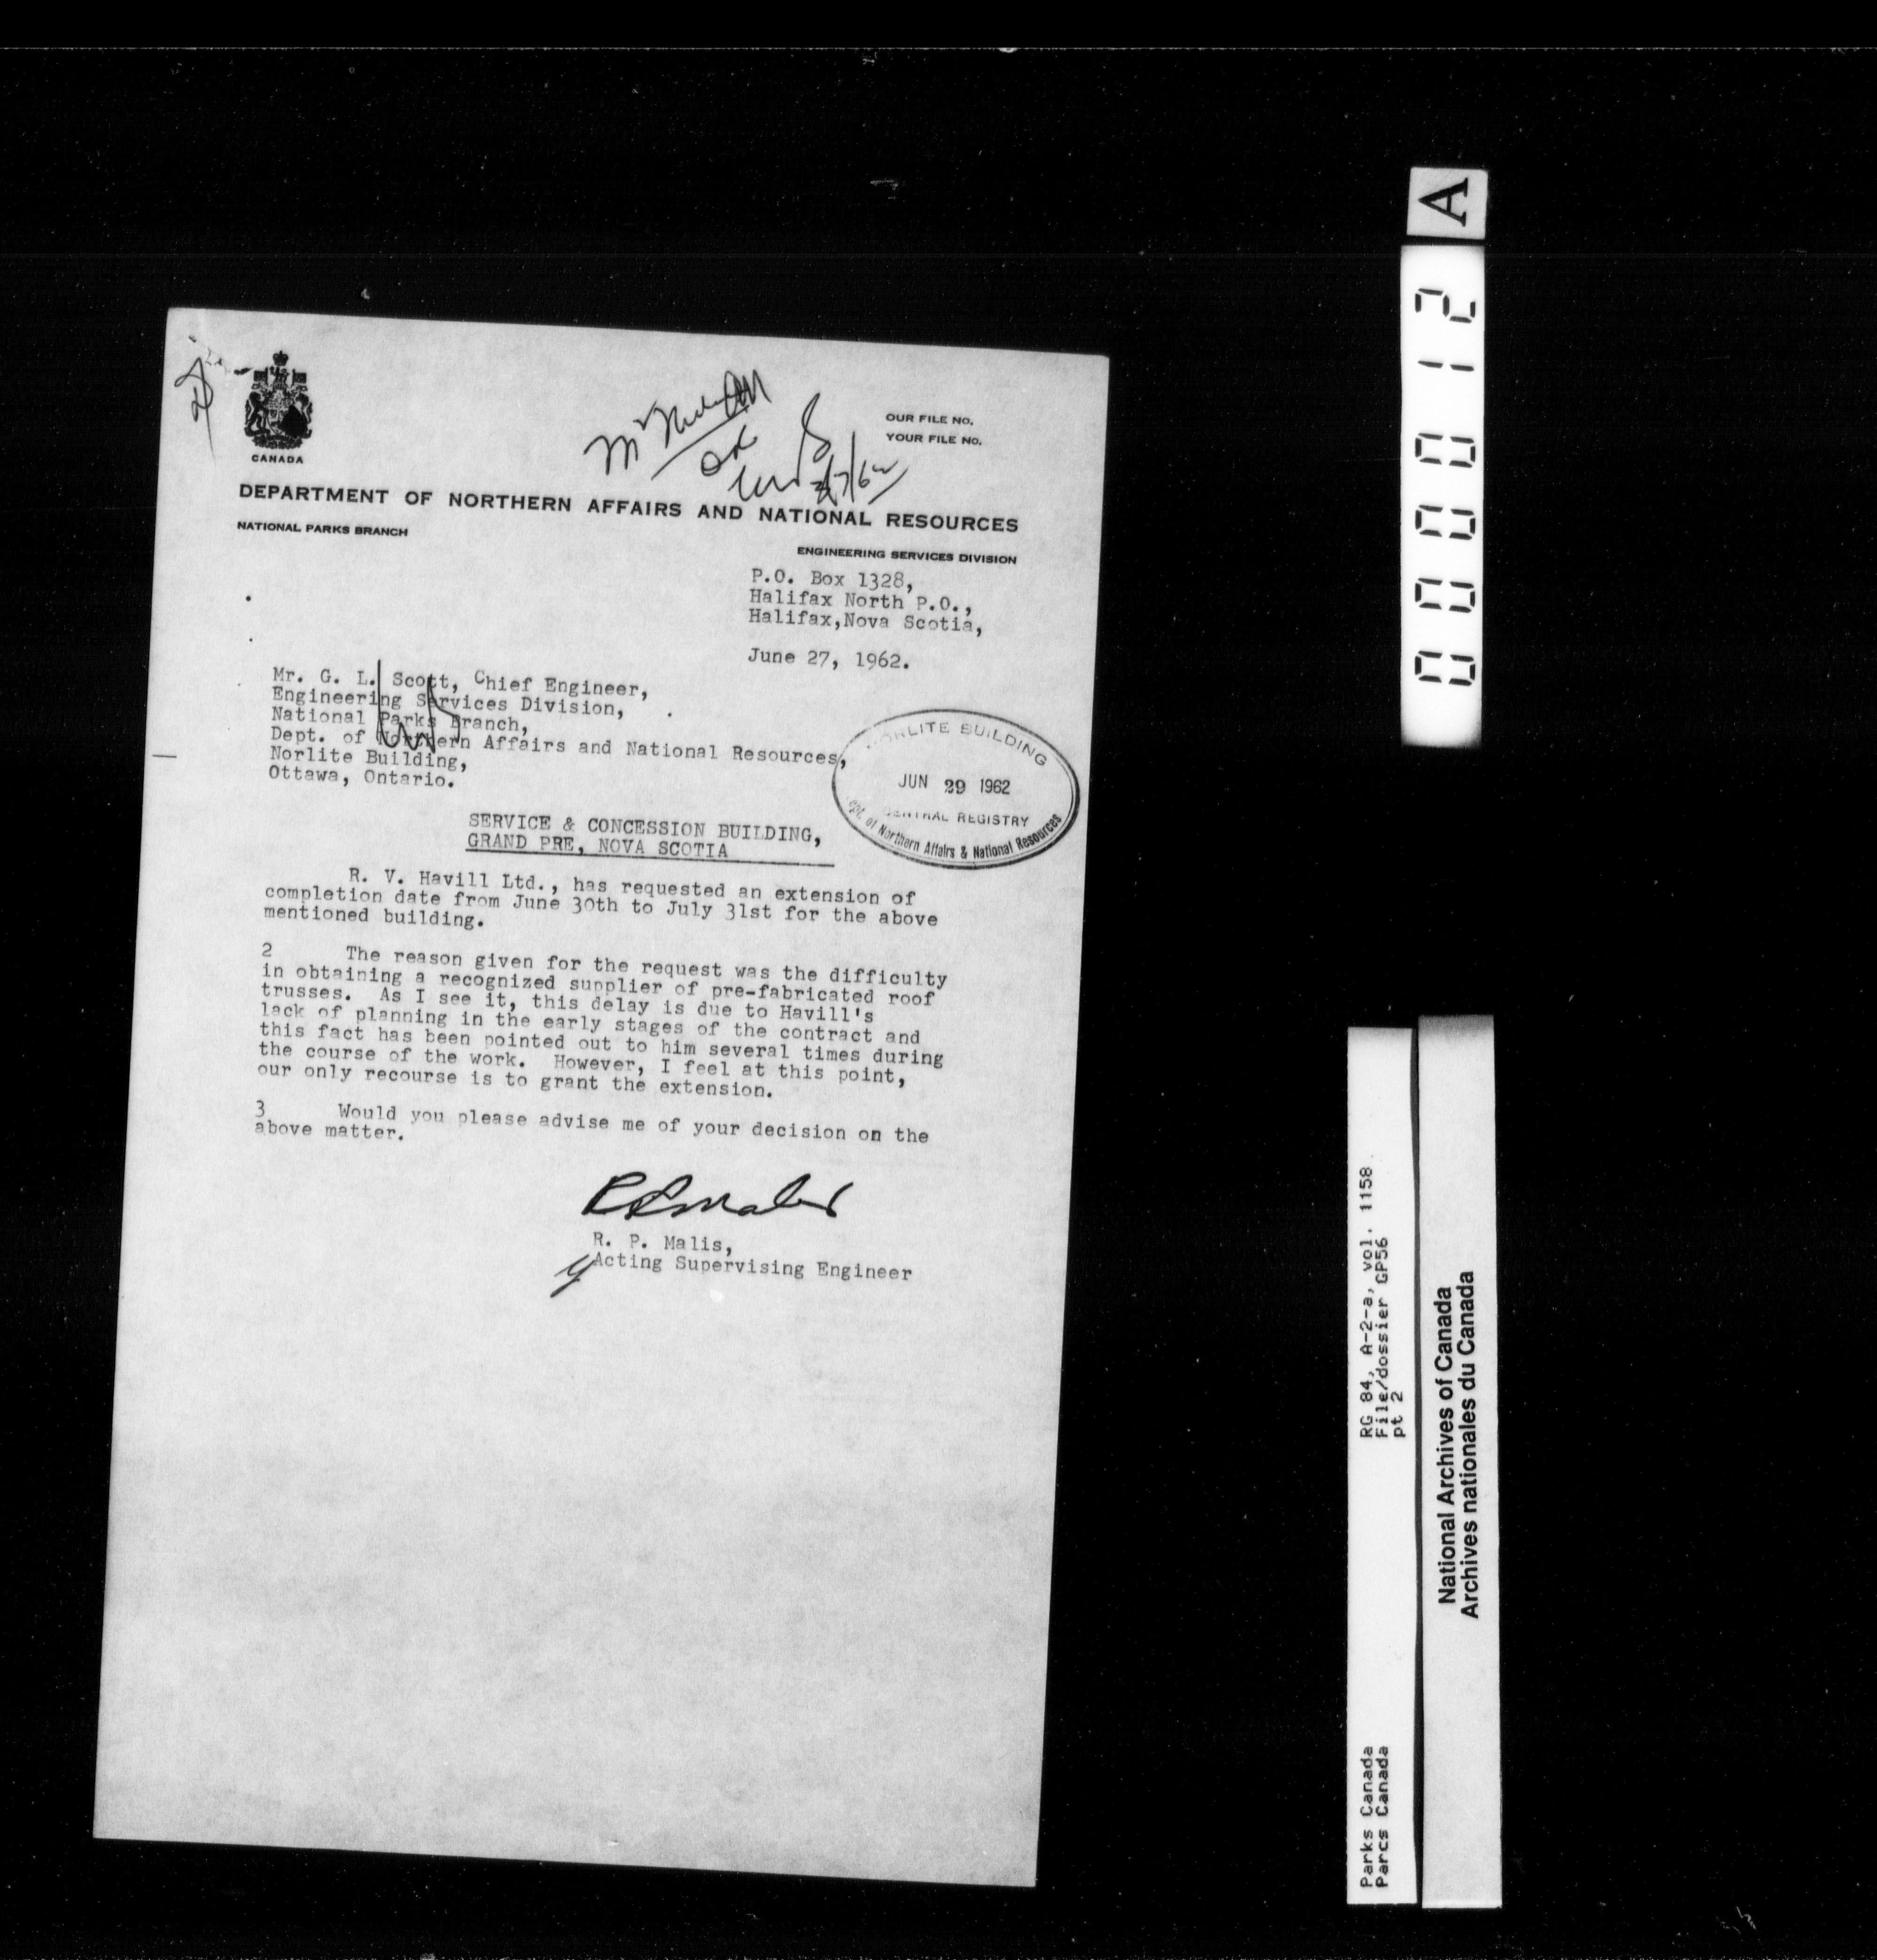 CANADA
OUR FILE NO.
YOUR FILE NO.
Mr
OK
3/7/62
DEPARTMENT OF NORTHERN AFFAIRS AND NATIONAL RESOURCES
NATIONAL PARKS BRANCH
ENGINEERING SERVICES DIVISION
P.O. Box 1328,
Halifax North P.O.,
Halifax,Nova Scotia,
June 27, 1962.
Mr. G. L. Scott, Chief Engineer,
Engineering Services Division,
National Parks Branch,
Dept. of Northern Affairs and National Resources,
Norlite Building,
Ottawa, Ontario.
NORLITE BUILDING
JUN 29 1962
CENTRAL REGISTRY
Dept. of Northern Affairs & National Resources
SERVICE & CONCESSION BUILDING,
GRAND PRE, NOVA SCOTIA
R. V. Havill Ltd., has requested an extension of
completion date from June 30th to July 31st for the above
mentioned building.
2 The reason given for the request was the difficulty
in obtaining a recognized supplier of pre-fabricated roof
trusses. As I see it, this delay is due to Havill's
lack of planning in the early stages of the contract and
this fact has been pointed out to him several times during
the course of the work. However, I feel at this point,
our only recourse is to grant the extension.
3 Would you please advise me of your decision on the
above matter.
R P Malis
R. P. Malis,
Acting Supervising Engineer
A
000012
RG 84, A-2-a, vol. 1158
File/dossier GP56
pt 2
Parks Canada
Parcs Canada
National Archives of Canada
Archives nationales du Canada